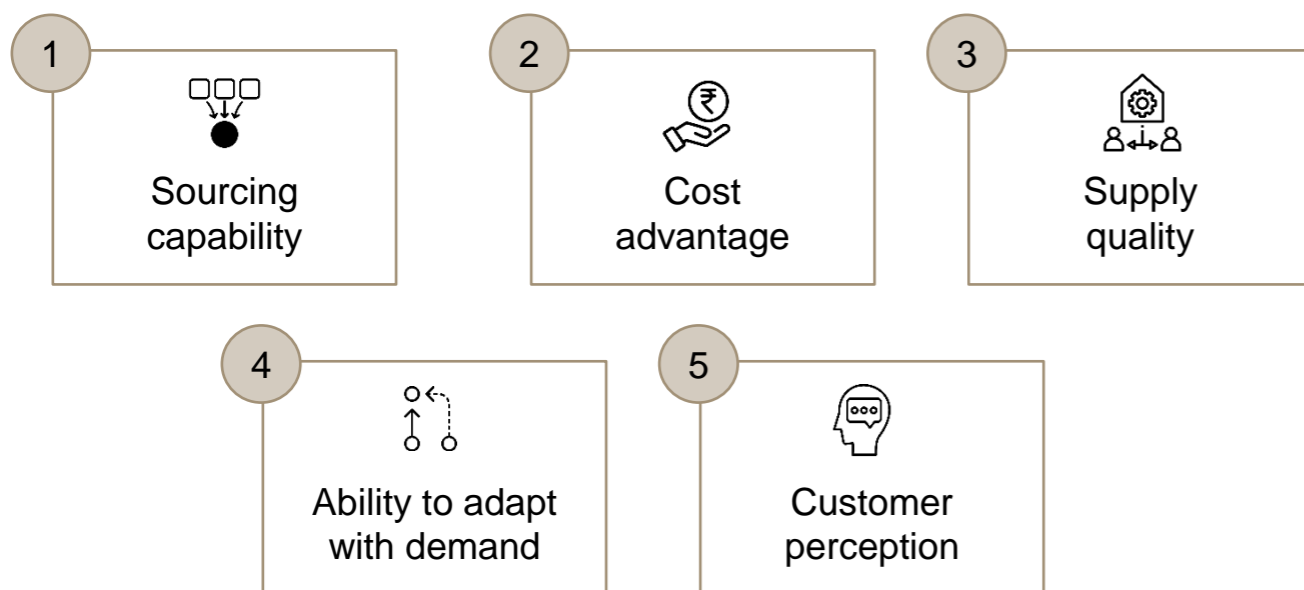 1
Sourcing
capability
2
₹
Cost
advantage
3
Supply
quality
4
Ability to adapt
with demand
5
Customer
perception